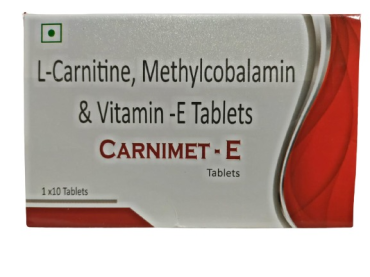 L-Carnitine, Methylcobalamin
& Vitamin -E Tablets
CARNIMET - E
Tablets
1 x10 Tablets